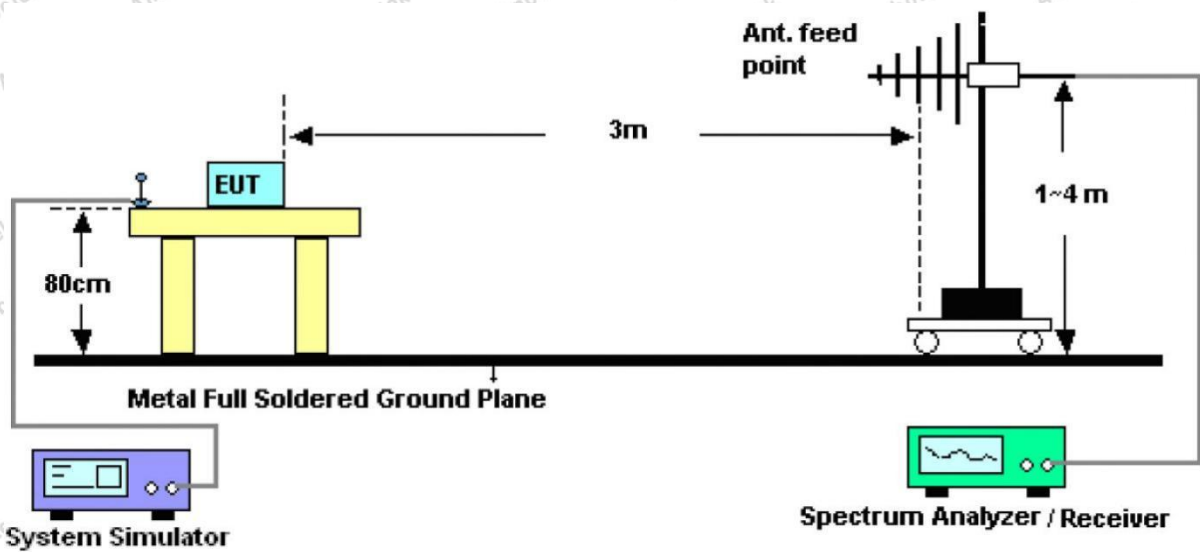 Ant. feed
point
3m
EUT
1~4 m
80cm
Metal Full Soldered Ground Plane
System Simulator
Spectrum Analyzer / Receiver